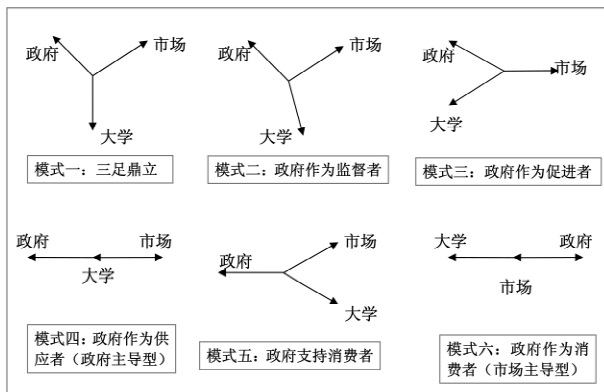 政府
市场
大学
模式一：三足鼎立
政府
市场
大学
模式二：政府作为监督者
政府
市场
大学
模式三：政府作为促进者
政府
市场
大学
模式四：政府作为供
应者（政府主导型）
政府
市场
大学
模式五：政府支持消费者
大学
政府
市场
模式六：政府作为消
费者（市场主导型）